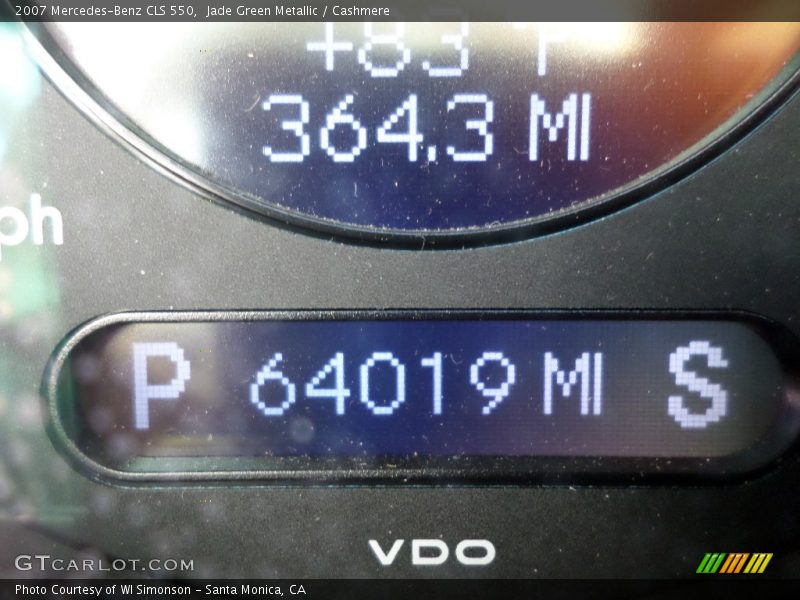 2007 Mercedes-Benz CLS 550, Jade Green Metallic / Cashmere
+83 °F
364.3 MI
ph
P 64019 MI S
VDO
GTCARLOT.COM
Photo Courtesy of WI Simonson - Santa Monica, CA